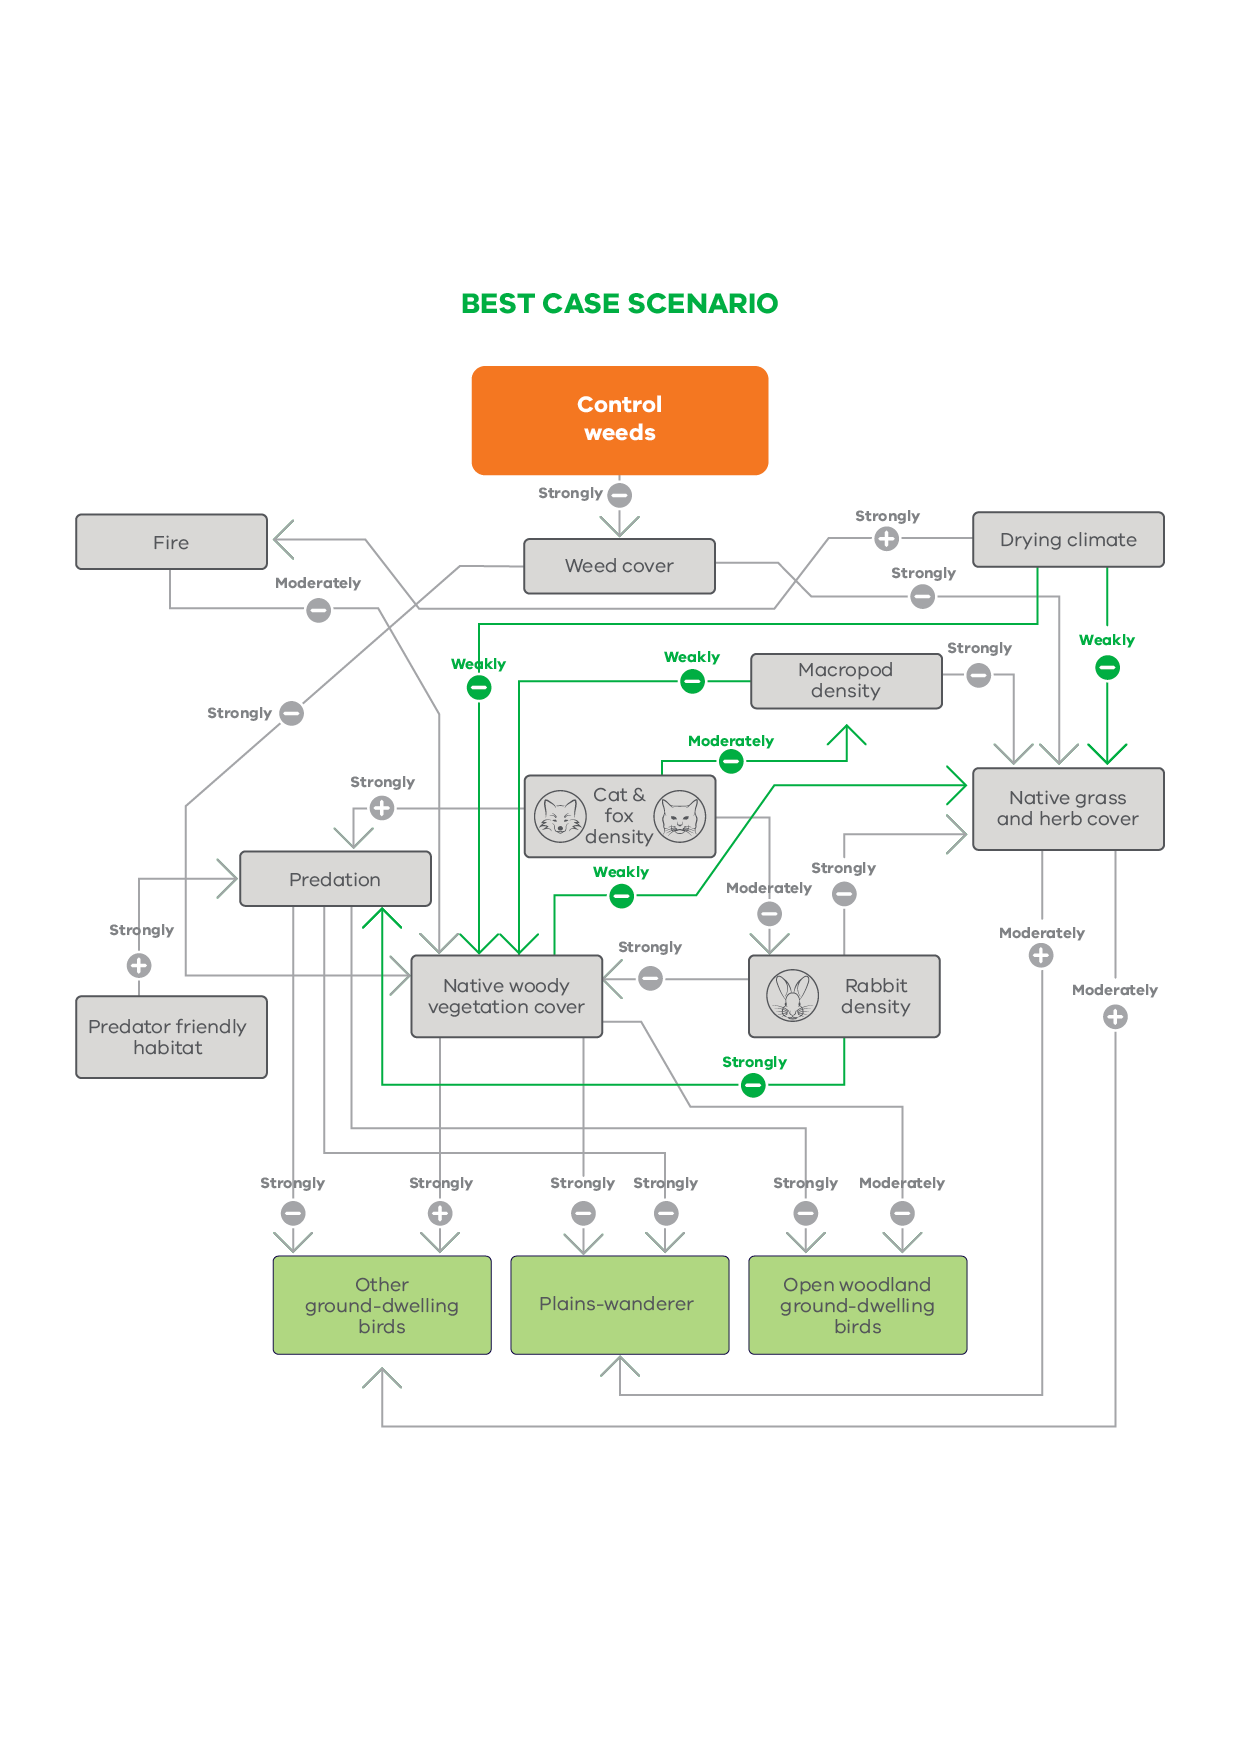 BEST CASE SCENARIO
Control
weeds
Strongly
Fire
Strongly
Drying climate
Weed cover
Moderately
Strongly
Weakly
Strongly
Weakly
Weakly
Macropod
density
Strongly
Moderately
Strongly
Cat &
fox
density
Native grass
and herb cover
Predation
Weakly
Strongly
Moderately
Strongly
Strongly
Moderately
Native woody
vegetation cover
Rabbit
density
Moderately
Predator friendly
habitat
Strongly
Strongly
Strongly
Strongly
Strongly
Strongly
Moderately
Other
ground-dwelling
birds
Plains-wanderer
Open woodland
ground-dwelling
birds